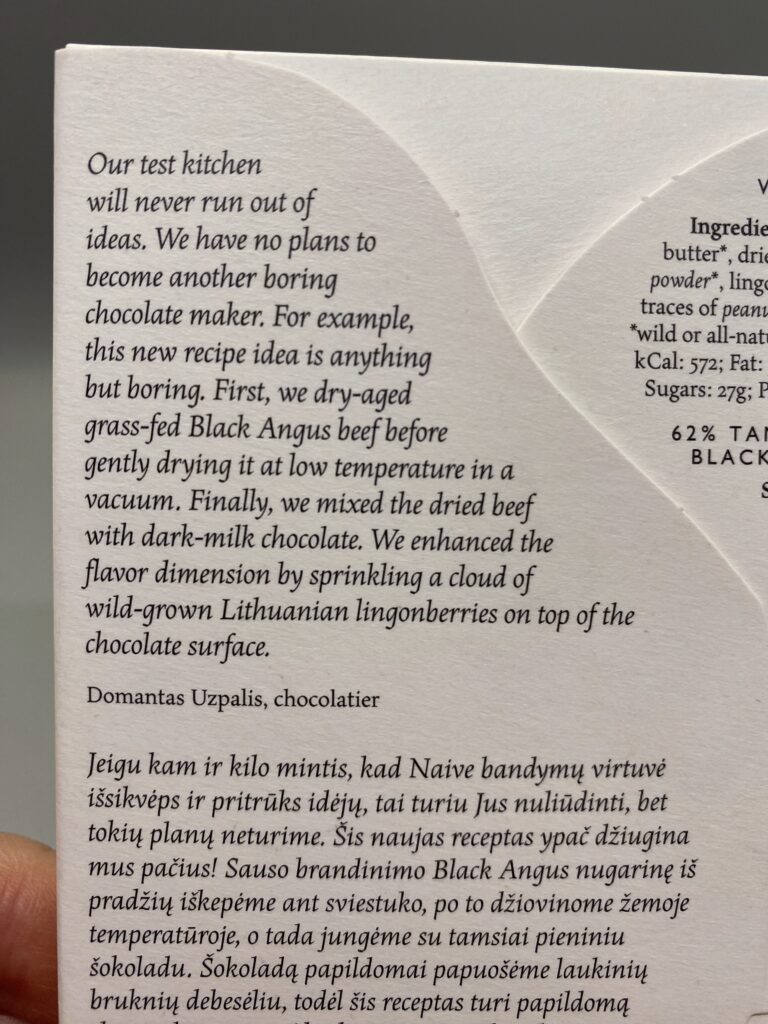 Our test kitchen
will never run out of
ideas. We have no plans to
become another boring
chocolate maker. For example,
this new recipe idea is anything
but boring. First, we dry-aged
grass-fed Black Angus beef before
gently drying it at low temperature in a
vacuum. Finally, we mixed the dried beef
with dark-milk chocolate. We enhanced the
flavor dimension by sprinkling a cloud of
wild-grown Lithuanian lingonberries on top of the
chocolate surface.
Domantas Uzpalis, chocolatier
Jeigu kam ir kilo mintis, kad Naive bandymų virtuvė
išsikvėps ir pritrūks idėjų, tai turiu Jus nuliūdinti, bet
tokių planų neturime. Šis naujas receptas ypač džiugina
mus pačius! Sauso brandinimo Black Angus nugarinę iš
pradžių iškepėme ant sviestuko, po to džiovinome žemoje
temperatūroje, o tada jungėme su tamsiai pieniniu
šokoladu. Šokoladą papildomai papuošėme laukinių
bruknių debesėliu, todėl šis receptas turi papildomą
butter*,
powder*,
traces of
*wild or
kCal: 572; Fat:
Sugars: 27g;
62%
BLACK